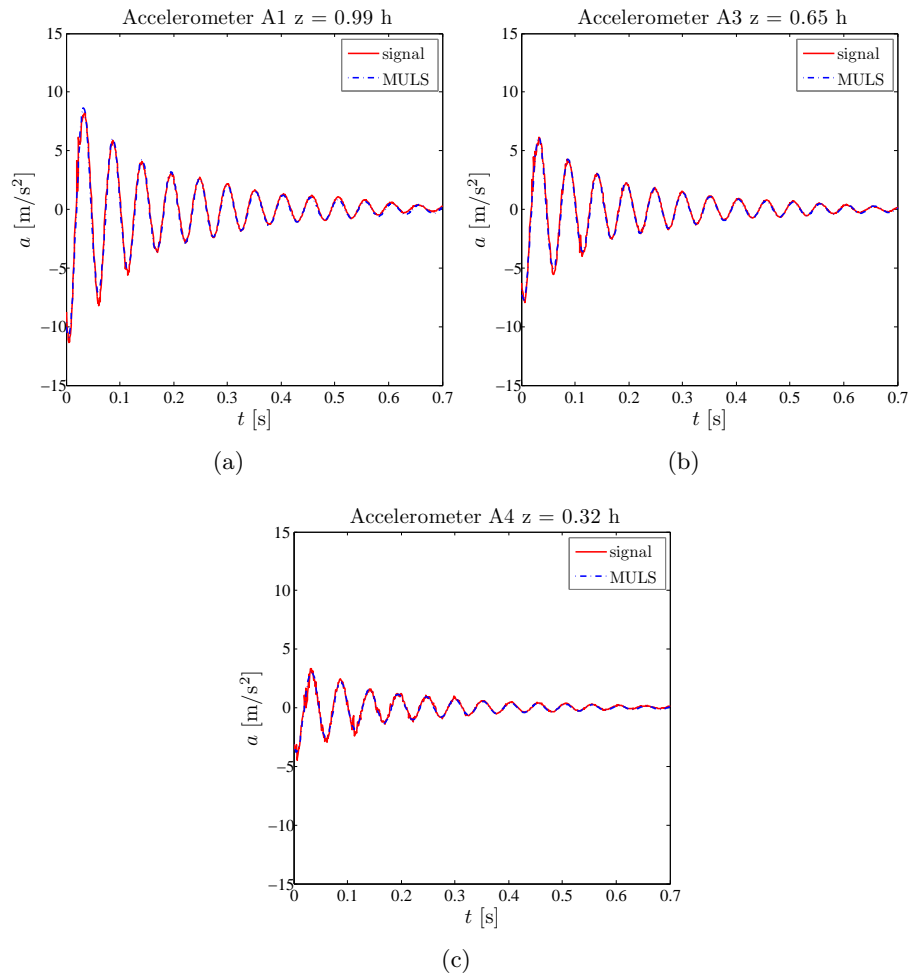 Accelerometer A1 z = 0.99 h
15
10
5
0
−5
−10
−15
a [m/s²]
signal
MULS
0 0.1 0.2 0.3 0.4 0.5 0.6 0.7
t [s]
(a)
Accelerometer A3 z = 0.65 h
15
10
5
0
−5
−10
−15
a [m/s²]
signal
MULS
0 0.1 0.2 0.3 0.4 0.5 0.6 0.7
t [s]
(b)
Accelerometer A4 z = 0.32 h
15
10
5
0
−5
−10
−15
a [m/s²]
signal
MULS
0 0.1 0.2 0.3 0.4 0.5 0.6 0.7
t [s]
(c)